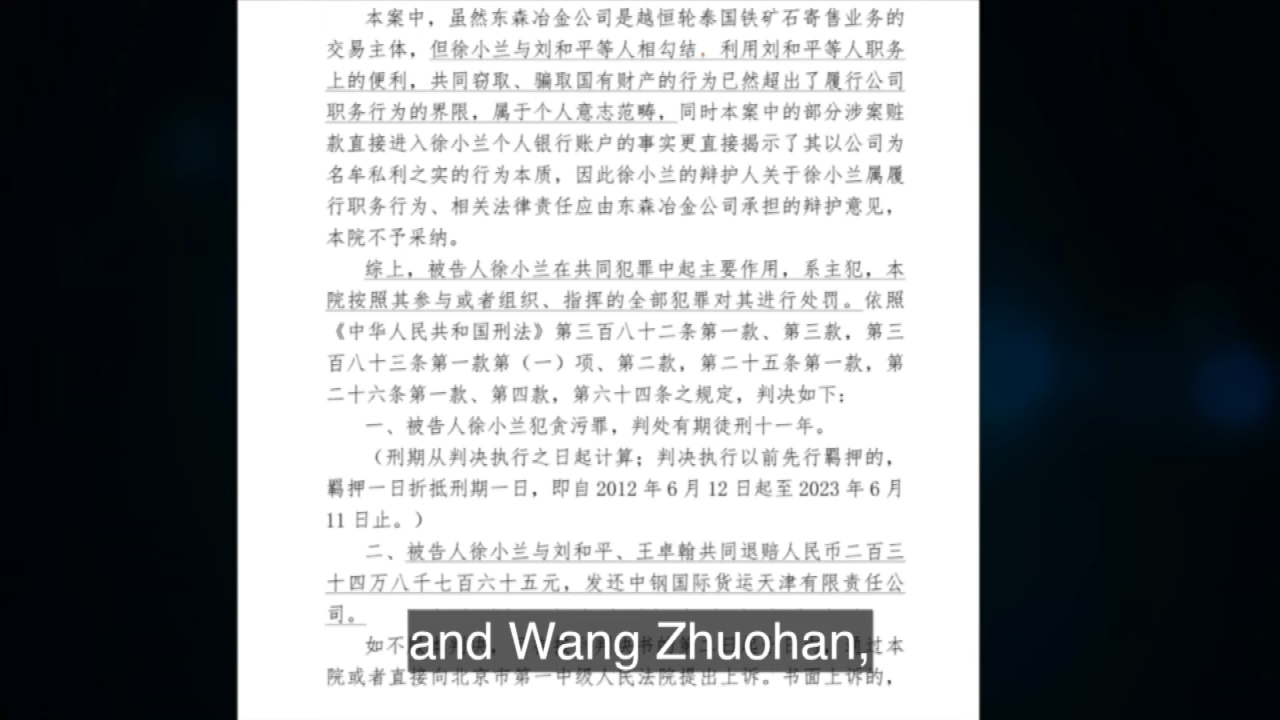 本案中，虽然东森冶金公司是越恒轮泰国铁矿石寄售业务的
交易主体，但徐小兰与刘和平等人相勾结，利用刘和平等人职务
上的便利，共同窃取、骗取国有财产的行为已然超出了履行公司
职务行为的界限，属于个人意志范畴，同时本案中的部分涉案赃
款直接进入徐小兰个人银行账户的事实更直接揭示了其以公司为
名牟私利之实的行为本质，因此徐小兰的辩护人关于徐小兰属履
行职务行为、相关法律责任应由东森冶金公司承担的辩护意见，
本院不予采纳。
综上，被告人徐小兰在共同犯罪中起主要作用，系主犯，本
院按照其参与或者组织、指挥的全部犯罪对其进行处罚。依照
《中华人民共和国刑法》第三百八十二条第一款、第三款，第三
百八十三条第一款第（一）项、第二款，第二十五条第一款，第
二十六条第一款、第四款，第六十四条之规定，判决如下：
一、被告人徐小兰犯贪污罪，判处有期徒刑十一年。
（刑期从判决执行之日起计算；判决执行以前先行羁押的，
羁押一日折抵刑期一日，即自2012年6月12日起至2023年6月
11日止。）
二、被告人徐小兰与刘和平、王卓翰共同退赔人民币二百三
十四万八千七百六十五元，发还中钢国际货运天津有限责任公
司。
如不 通过本
and Wang Zhuohan,
院或者直接向北京市第一中级人民法院提出上诉。书面上诉的，